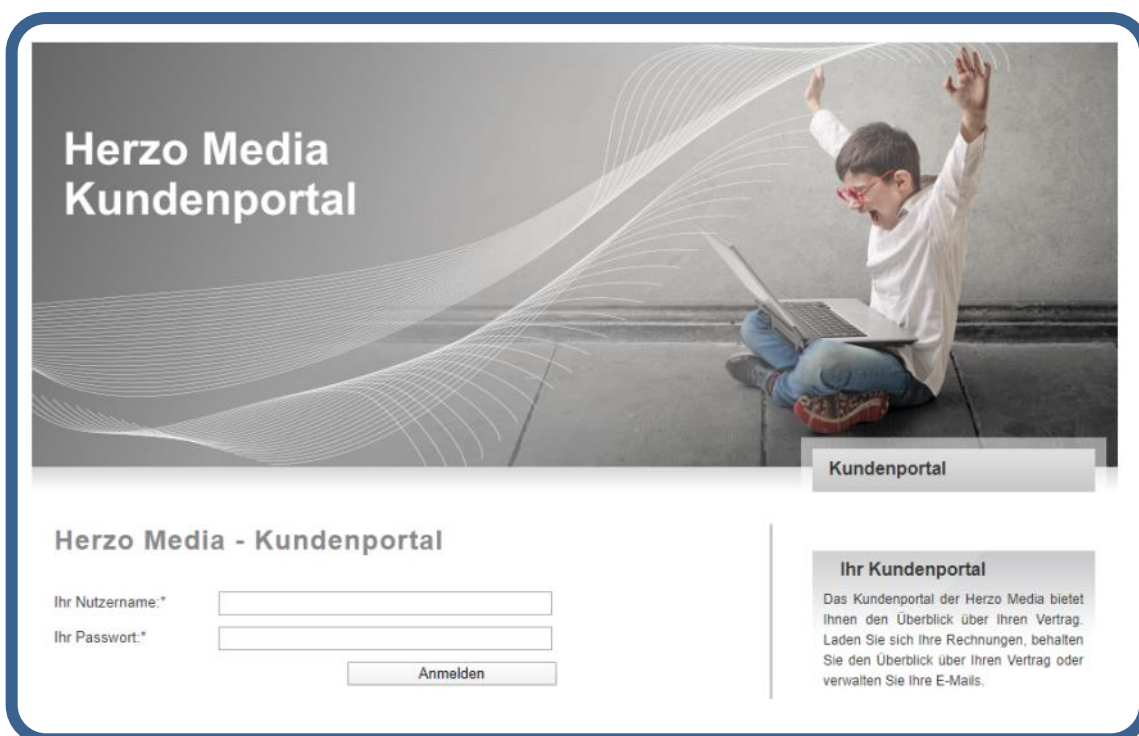 Herzo Media
Kundenportal
Kundenportal
Herzo Media - Kundenportal
Ihr Nutzername:*
Ihr Passwort:*
Anmelden
Ihr Kundenportal
Das Kundenportal der Herzo Media bietet
Ihnen den Überblick über Ihren Vertrag.
Laden Sie sich Ihre Rechnungen, behalten
Sie den Überblick über Ihren Vertrag oder
verwalten Sie Ihre E-Mails.